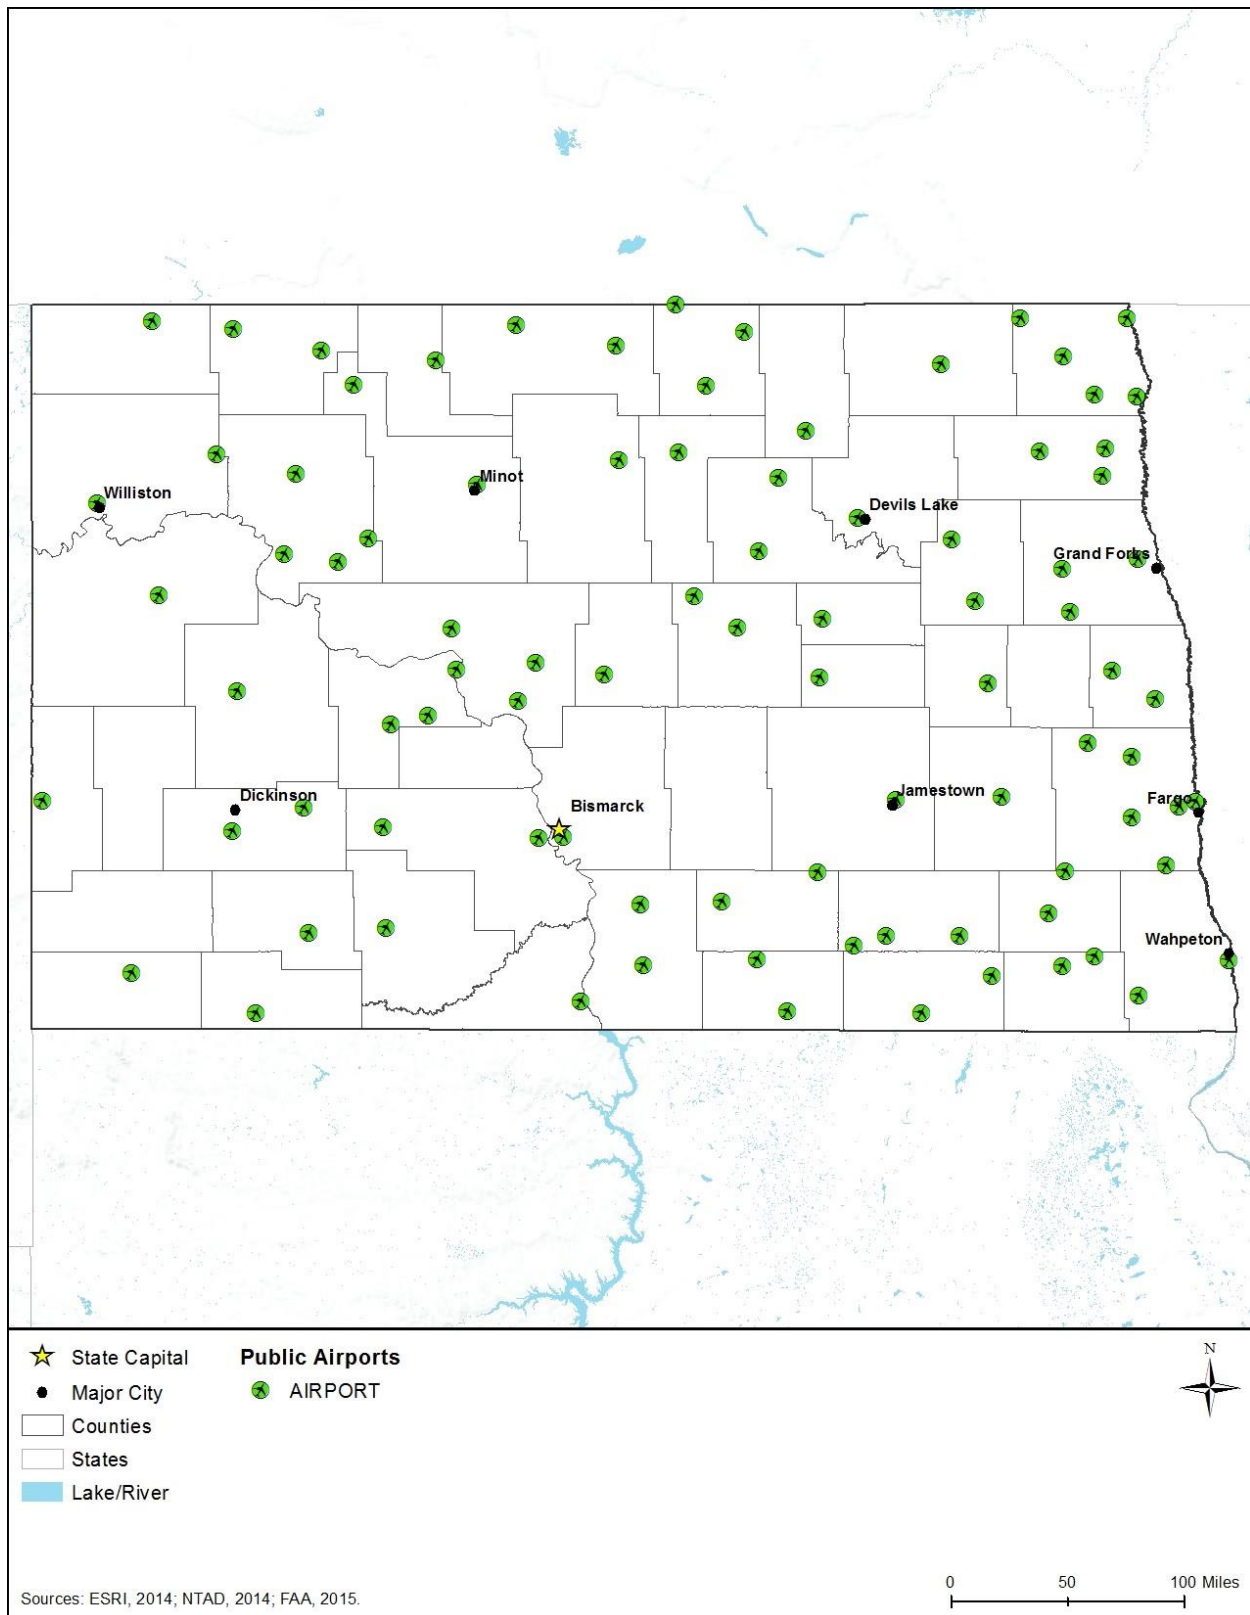 Minot
Williston
Devils Lake
Grand Forks
Dickinson
Bismarck
Jamestown
Fargo
Wahpeton
State Capital
Major City
Counties
States
Lake/River
Public Airports
AIRPORT
N
0 50 100 Miles
Sources: ESRI, 2014; NTAD, 2014; FAA, 2015.